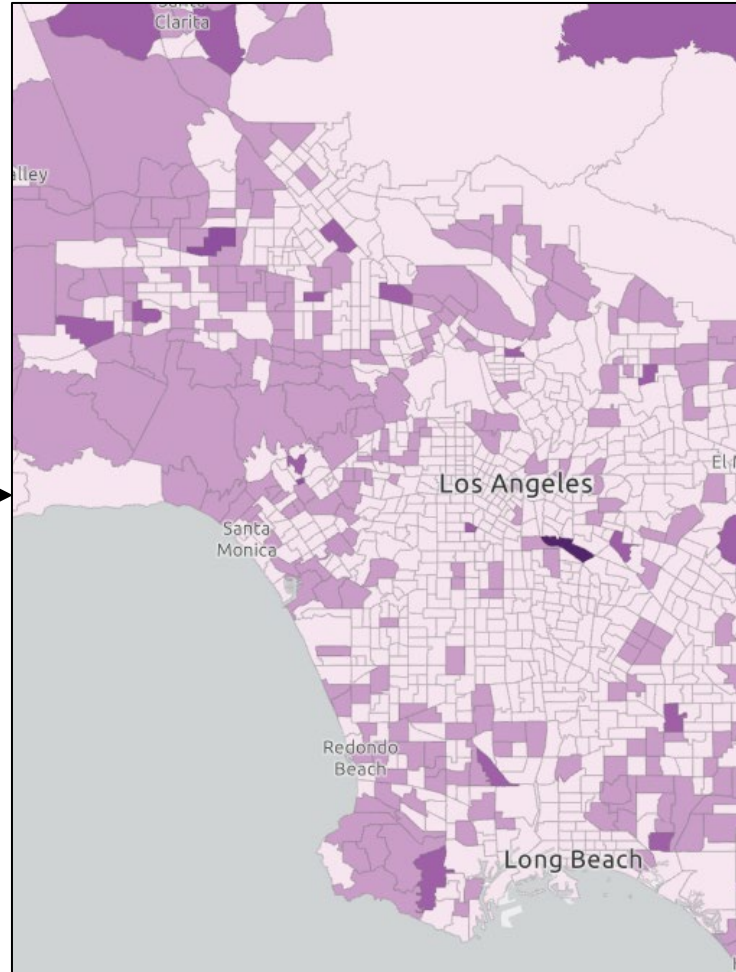 Clarita
alley
Los Angeles
El M
Santa
Monica
Redondo
Beach
Long Beach